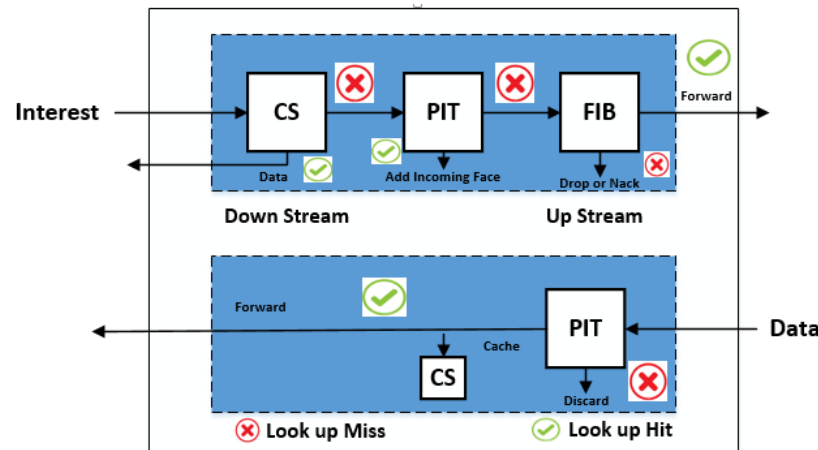 Forward
Interest
CS
PIT
FIB
Data
Add Incoming Face
Drop or Nack
Down Stream
Up Stream
Forward
PIT
Data
Cache
CS
Discard
Look up Miss
Look up Hit